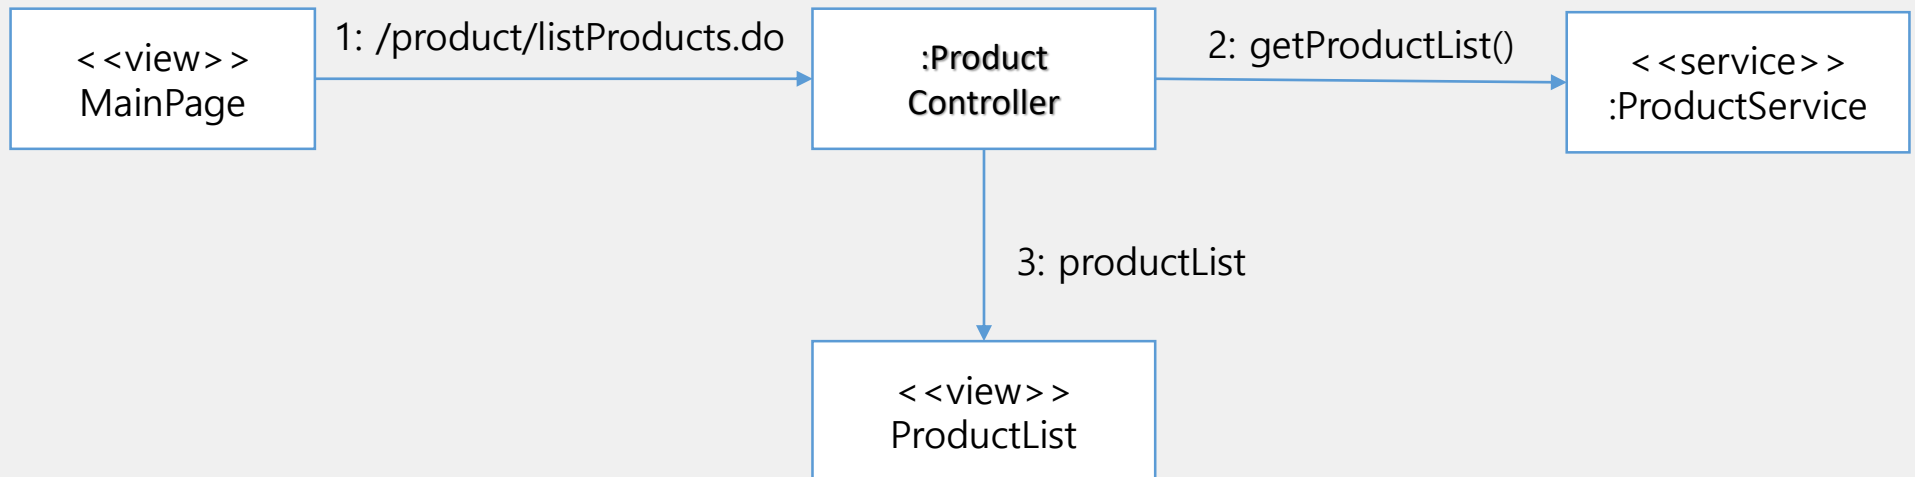 <<view>>
MainPage
1: /product/listProducts.do
:Product
Controller
2: getProductList()
<<service>>
:ProductService
3: productList
<<view>>
ProductList